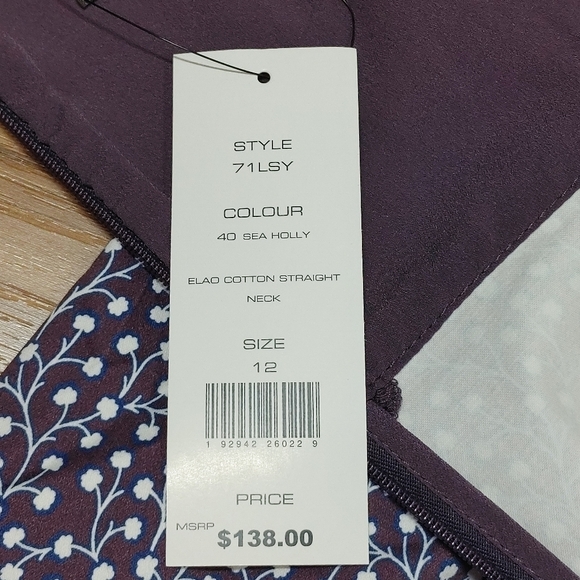 STYLE
71LSY
COLOUR
40 SEA HOLLY
ELAO COTTON STRAIGHT
NECK
SIZE
12
1 92942 26022 9
PRICE
MSRP $138.00